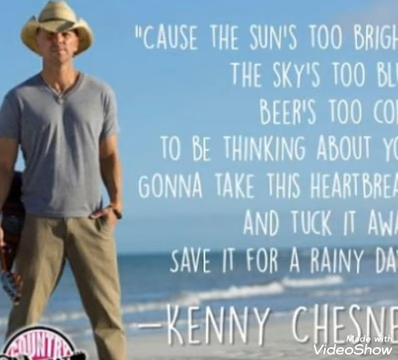 "'CAUSE THE SUN'S TOO BRIGH
THE SKY'S TOO BLU
BEER'S TOO CO
TO BE THINKING ABOUT YO
GONNA TAKE THIS HEARTBREA
AND TUCK IT AWA
SAVE IT FOR A RAINY DA
—KENNY CHESNE
Made with
VideoShow
COUNTRY